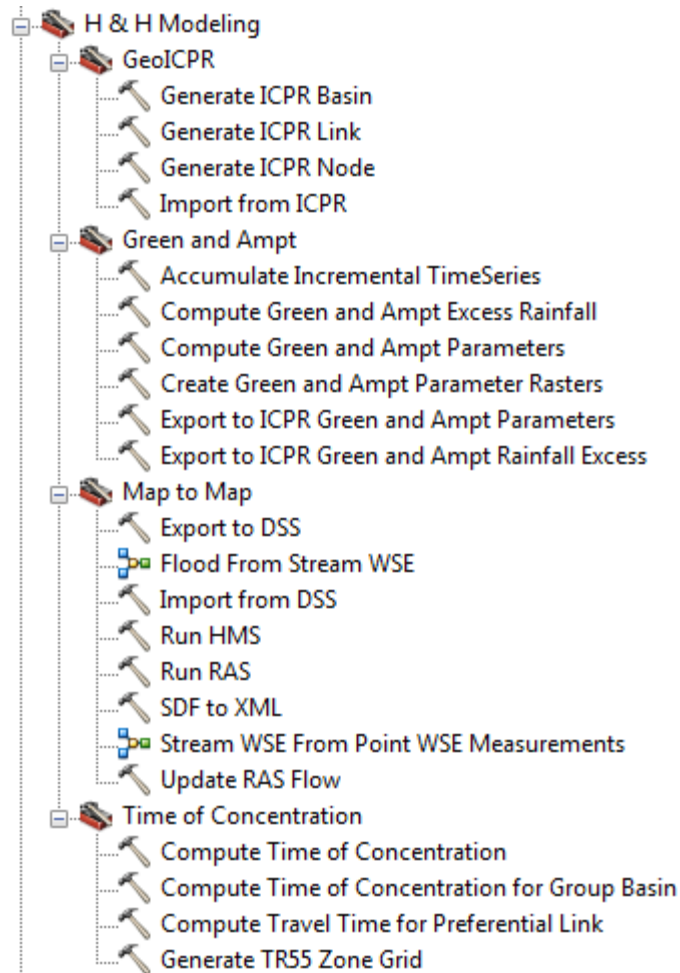 H & H Modeling
GeoICPR
Generate ICPR Basin
Generate ICPR Link
Generate ICPR Node
Import from ICPR
Green and Ampt
Accumulate Incremental TimeSeries
Compute Green and Ampt Excess Rainfall
Compute Green and Ampt Parameters
Create Green and Ampt Parameter Rasters
Export to ICPR Green and Ampt Parameters
Export to ICPR Green and Ampt Rainfall Excess
Map to Map
Export to DSS
Flood From Stream WSE
Import from DSS
Run HMS
Run RAS
SDF to XML
Stream WSE From Point WSE Measurements
Update RAS Flow
Time of Concentration
Compute Time of Concentration
Compute Time of Concentration for Group Basin
Compute Travel Time for Preferential Link
Generate TR55 Zone Grid